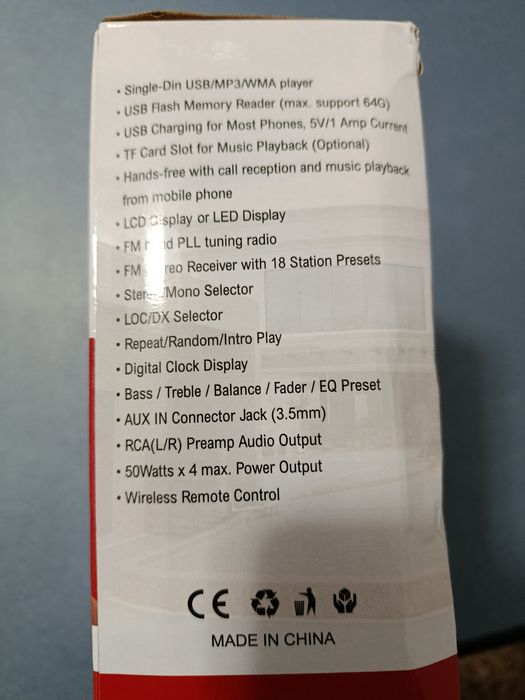 • Single-Din USB/MP3/WMA player
• USB Flash Memory Reader (max. support 64G)
• USB Charging for Most Phones, 5V/1 Amp Current
• TF Card Slot for Music Playback (Optional)
• Hands-free with call reception and music playback
from mobile phone
• LCD Display or LED Display
• FM band PLL tuning radio
• FM Stereo Receiver with 18 Station Presets
• Stereo/Mono Selector
• LOC/DX Selector
• Repeat/Random/Intro Play
• Digital Clock Display
• Bass / Treble / Balance / Fader / EQ Preset
• AUX IN Connector Jack (3.5mm)
• RCA(L/R) Preamp Audio Output
• 50Watts x 4 max. Power Output
• Wireless Remote Control
CE
MADE IN CHINA